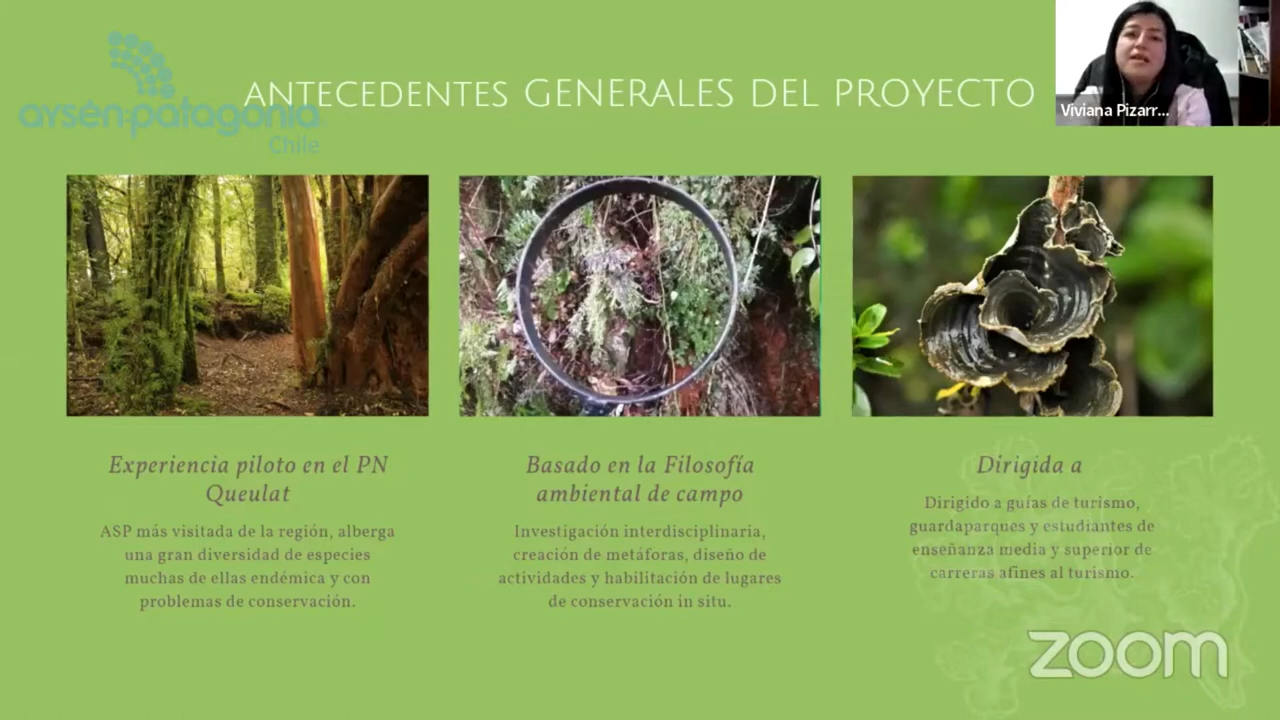 aysén-patagonia
Chile
ANTECEDENTES GENERALES DEL PROYECTO
Viviana Pizarr...
Experiencia piloto en el PN
Queulat
ASP más visitada de la región, alberga
una gran diversidad de especies
muchas de ellas endémica y con
problemas de conservación.
Basado en la Filosofía
ambiental de campo
Investigación interdisciplinaria,
creación de metáforas, diseño de
actividades y habilitación de lugares
de conservación in situ.
Dirigida a
Dirigido a guías de turismo,
guardaparques y estudiantes de
enseñanza media y superior de
carreras afines al turismo.
zoom